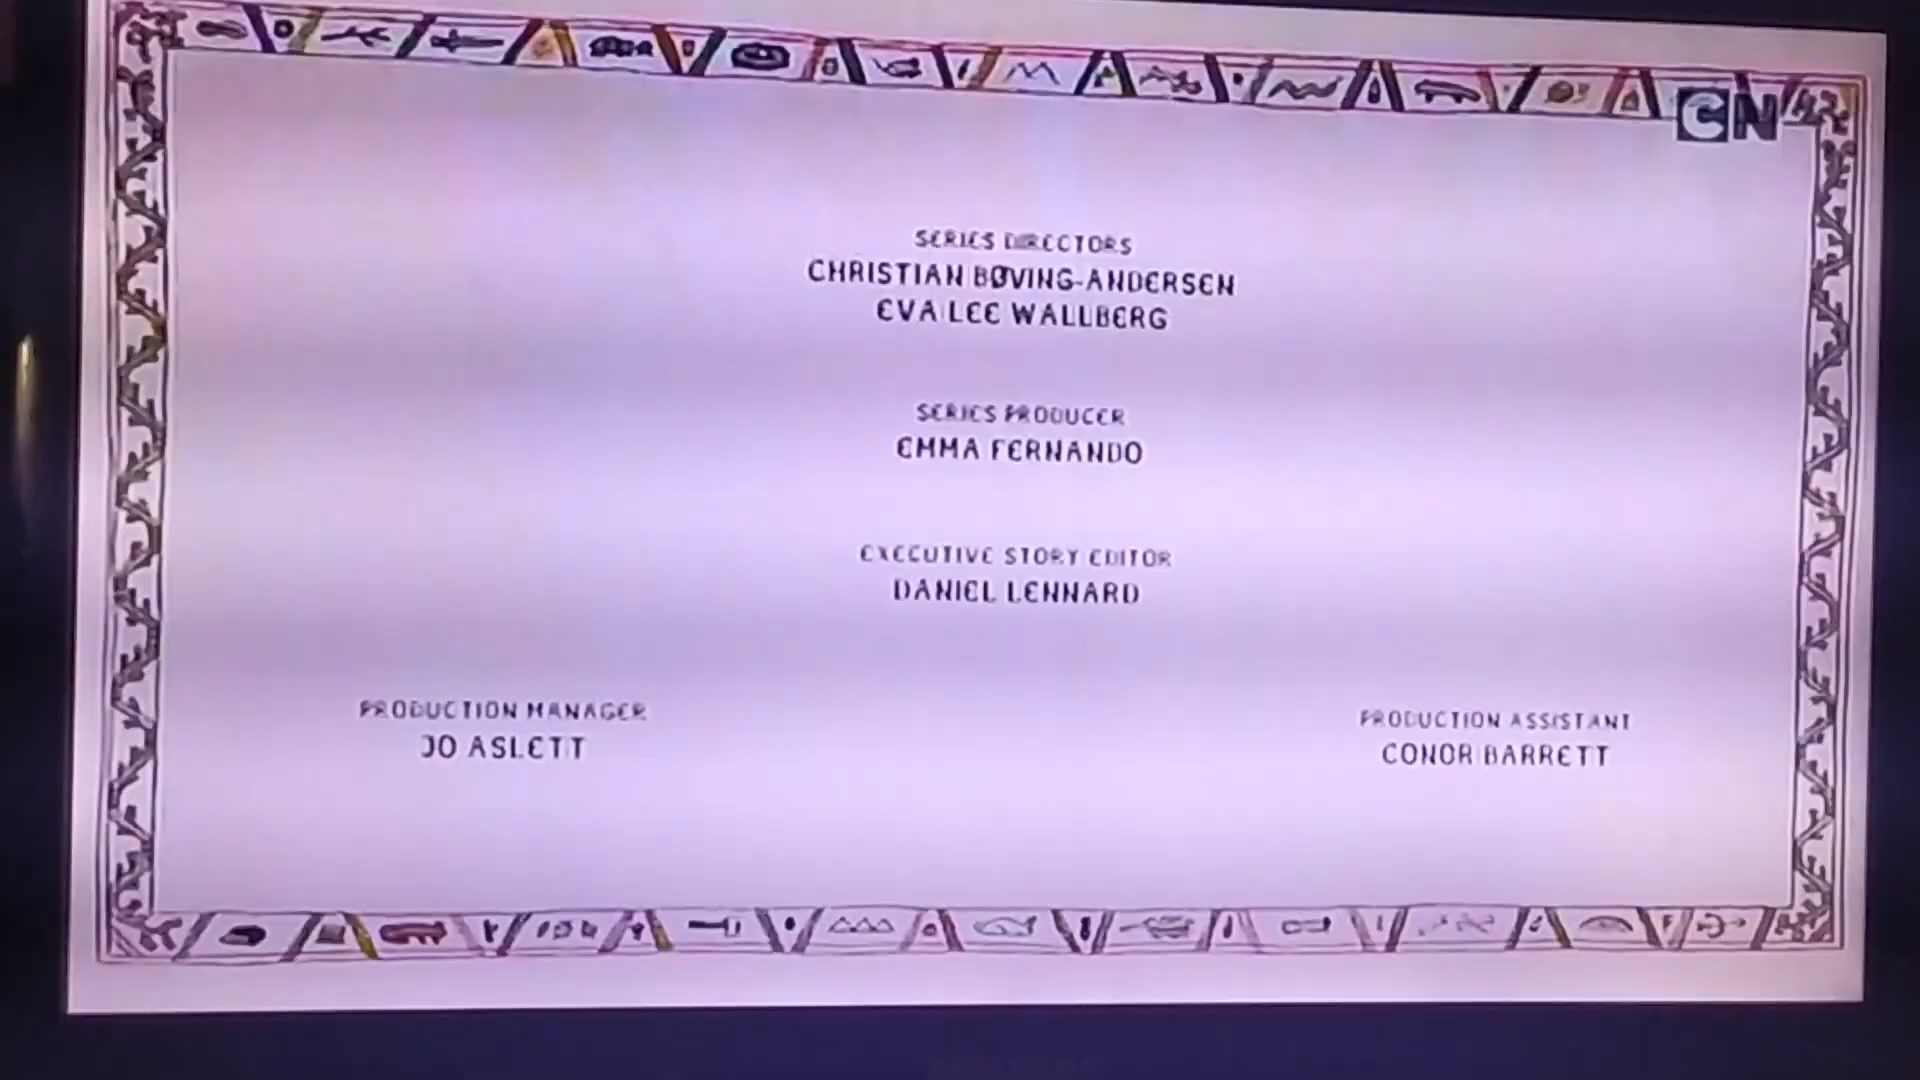 CN
SERIES DIRECTORS
CHRISTIAN BØVING-ANDERSEN
EVA LEE WALLBERG
SERIES PRODUCER
EMMA FERNANDO
EXECUTIVE STORY EDITOR
DANIEL LENNARD
PRODUCTION MANAGER
JO ASLETT
PRODUCTION ASSISTANT
CONOR BARRETT